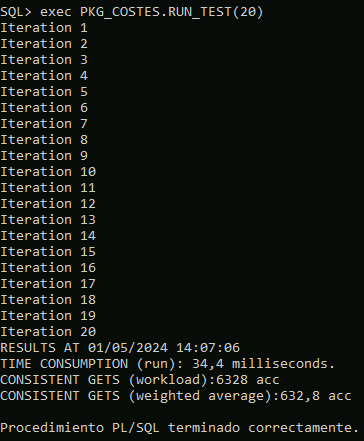 SQL> exec PKG_COSTES.RUN_TEST(20)
Iteration 1
Iteration 2
Iteration 3
Iteration 4
Iteration 5
Iteration 6
Iteration 7
Iteration 8
Iteration 9
Iteration 10
Iteration 11
Iteration 12
Iteration 13
Iteration 14
Iteration 15
Iteration 16
Iteration 17
Iteration 18
Iteration 19
Iteration 20
RESULTS AT 01/05/2024 14:07:06
TIME CONSUMPTION (run): 34,4 milliseconds.
CONSISTENT GETS (workload):6328 acc
CONSISTENT GETS (weighted average):632,8 acc
Procedimiento PL/SQL terminado correctamente.